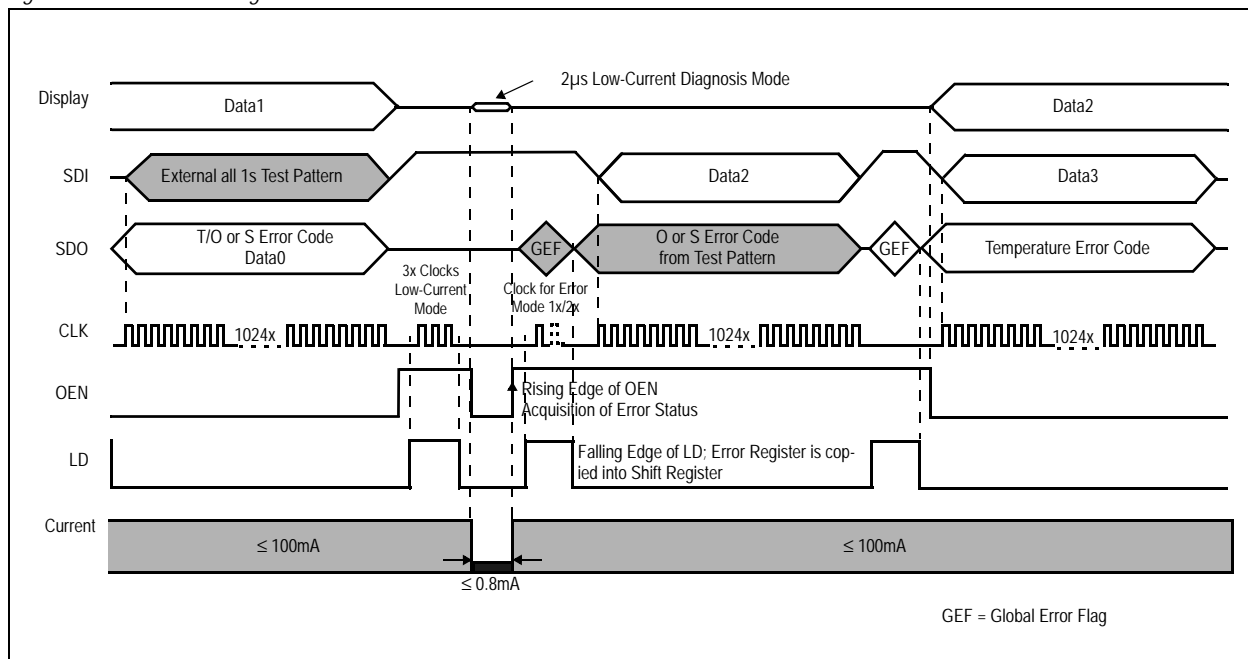 2µs Low-Current Diagnosis Mode
Display
Data1
Data2
SDI
External all 1s Test Pattern
Data2
Data3
SDO
T/O or S Error Code
Data0
GEF
O or S Error Code
from Test Pattern
GEF
Temperature Error Code
3x Clocks
Low-Current
Mode
Clock for Error
Mode 1x/2x
CLK
1024x
1024x
1024x
OEN
Rising Edge of OEN
Acquisition of Error Status
LD
Falling Edge of LD; Error Register is cop-
ied into Shift Register
Current
≤ 100mA
≤ 100mA
≤ 0.8mA
GEF = Global Error Flag